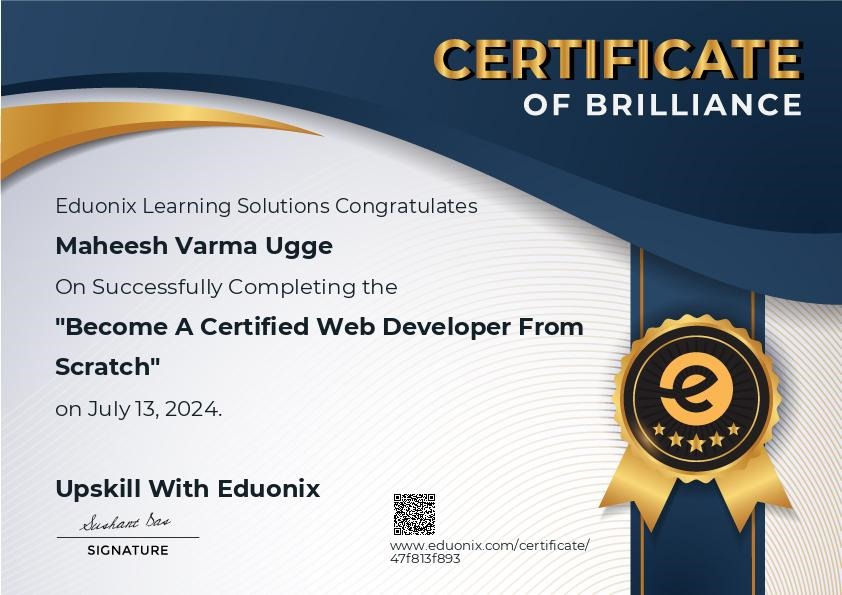 CERTIFICATE
OF BRILLIANCE
Eduonix Learning Solutions Congratulates
Maheesh Varma Ugge
On Successfully Completing the
"Become A Certified Web Developer From
Scratch"
on July 13, 2024.
Upskill With Eduonix
Sushant Das
SIGNATURE
www.eduonix.com/certificate/
47f813f893
e